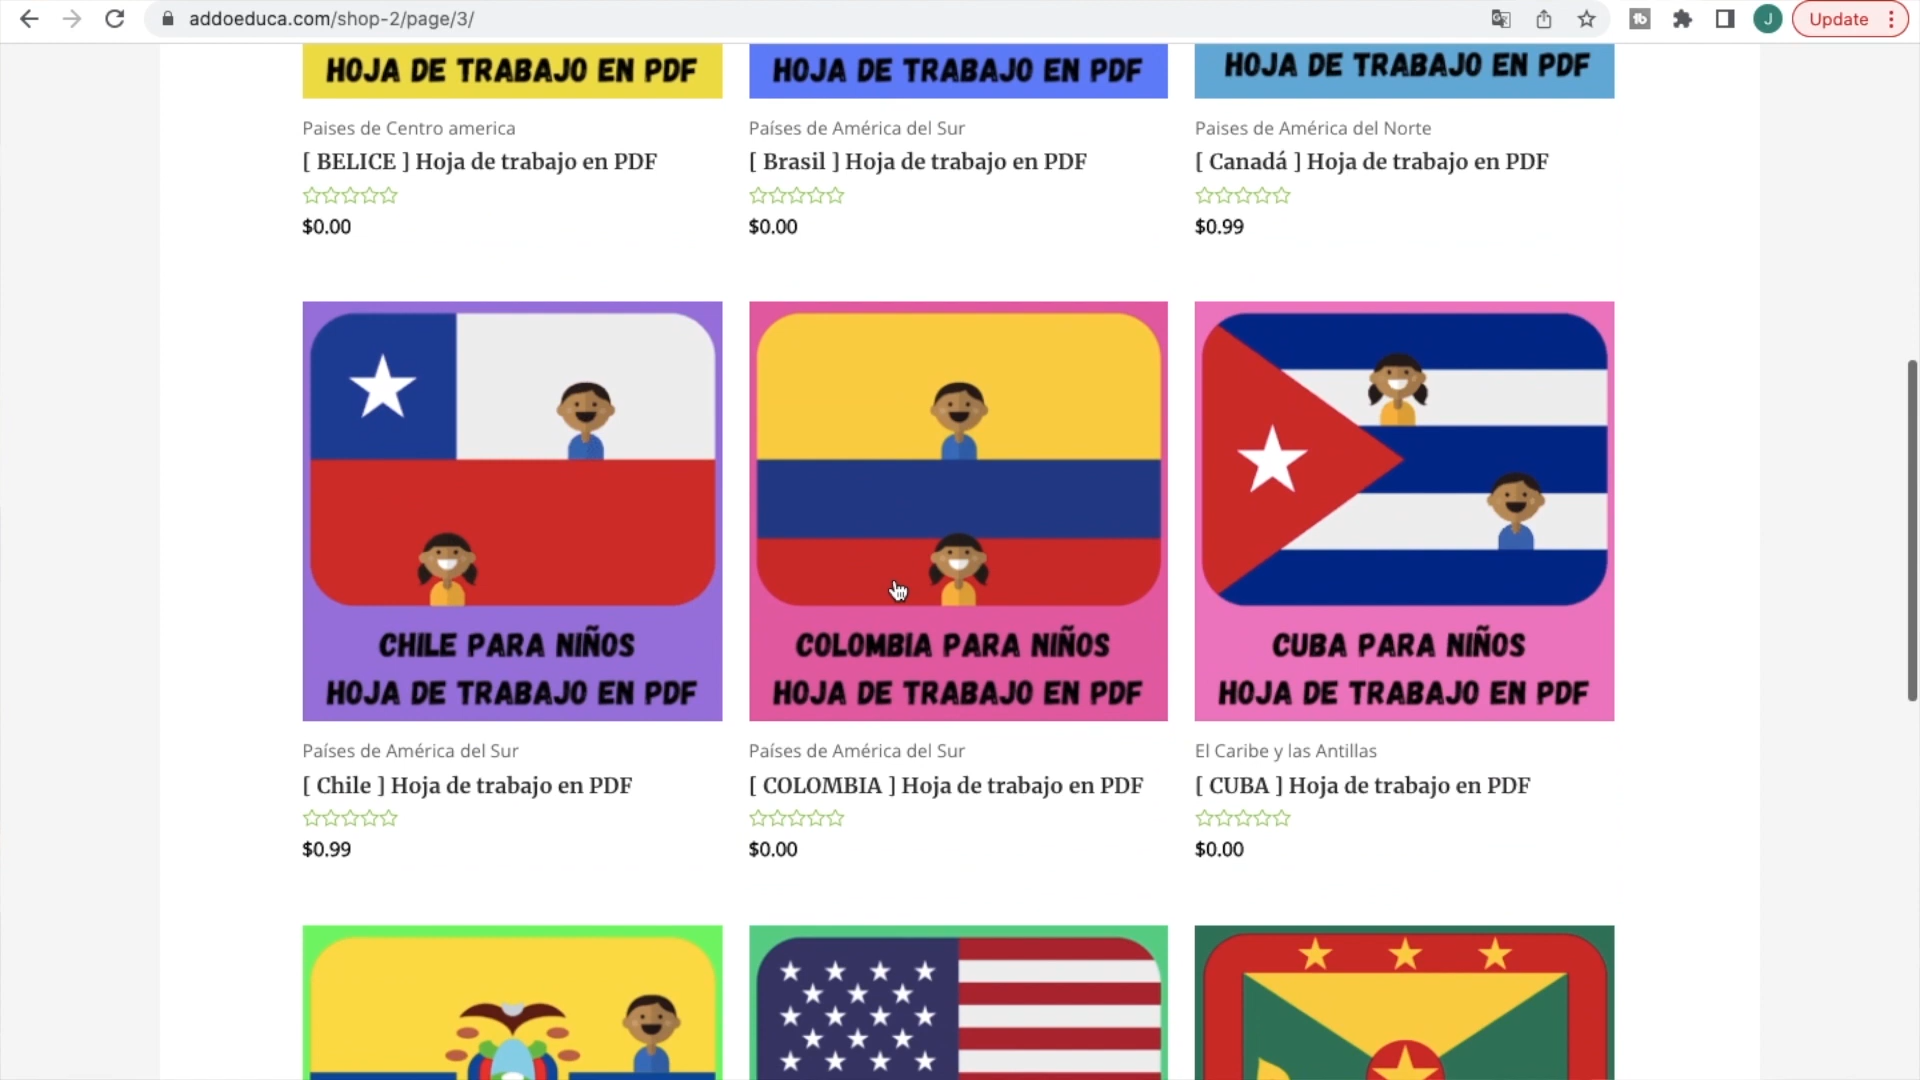 addoeduca.com/shop-2/page/3/
J
Update
HOJA DE TRABAJO EN PDF
HOJA DE TRABAJO EN PDF
HOJA DE TRABAJO EN PDF
Paises de Centro america
Países de América del Sur
Paises de América del Norte
[ BELICE ] Hoja de trabajo en PDF
[ Brasil ] Hoja de trabajo en PDF
[ Canadá ] Hoja de trabajo en PDF
$0.00
$0.00
$0.99
CHILE PARA NIÑOS
HOJA DE TRABAJO EN PDF
COLOMBIA PARA NIÑOS
HOJA DE TRABAJO EN PDF
CUBA PARA NIÑOS
HOJA DE TRABAJO EN PDF
Países de América del Sur
Países de América del Sur
El Caribe y las Antillas
[ Chile ] Hoja de trabajo en PDF
[ COLOMBIA ] Hoja de trabajo en PDF
[ CUBA ] Hoja de trabajo en PDF
$0.99
$0.00
$0.00